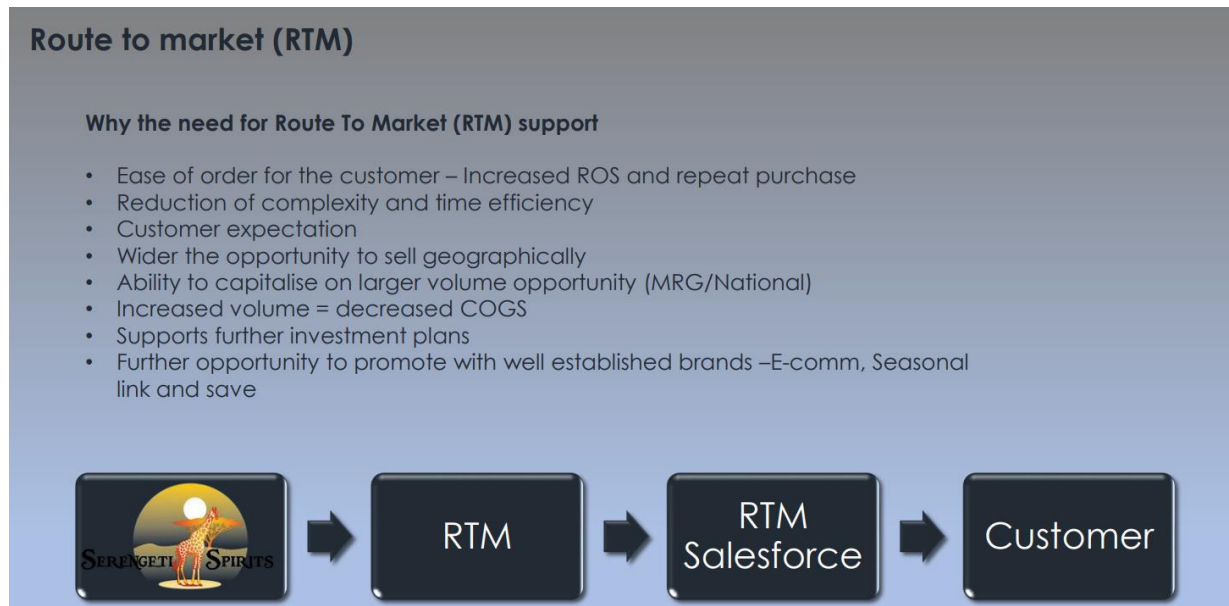 Route to market (RTM)
Why the need for Route To Market (RTM) support
• Ease of order for the customer – Increased ROS and repeat purchase
• Reduction of complexity and time efficiency
• Customer expectation
• Wider the opportunity to sell geographically
• Ability to capitalise on larger volume opportunity (MRG/National)
• Increased volume = decreased COGS
• Supports further investment plans
• Further opportunity to promote with well established brands –E-comm, Seasonal
link and save
SERENGETI SPIRITS
RTM
RTM
Salesforce
Customer